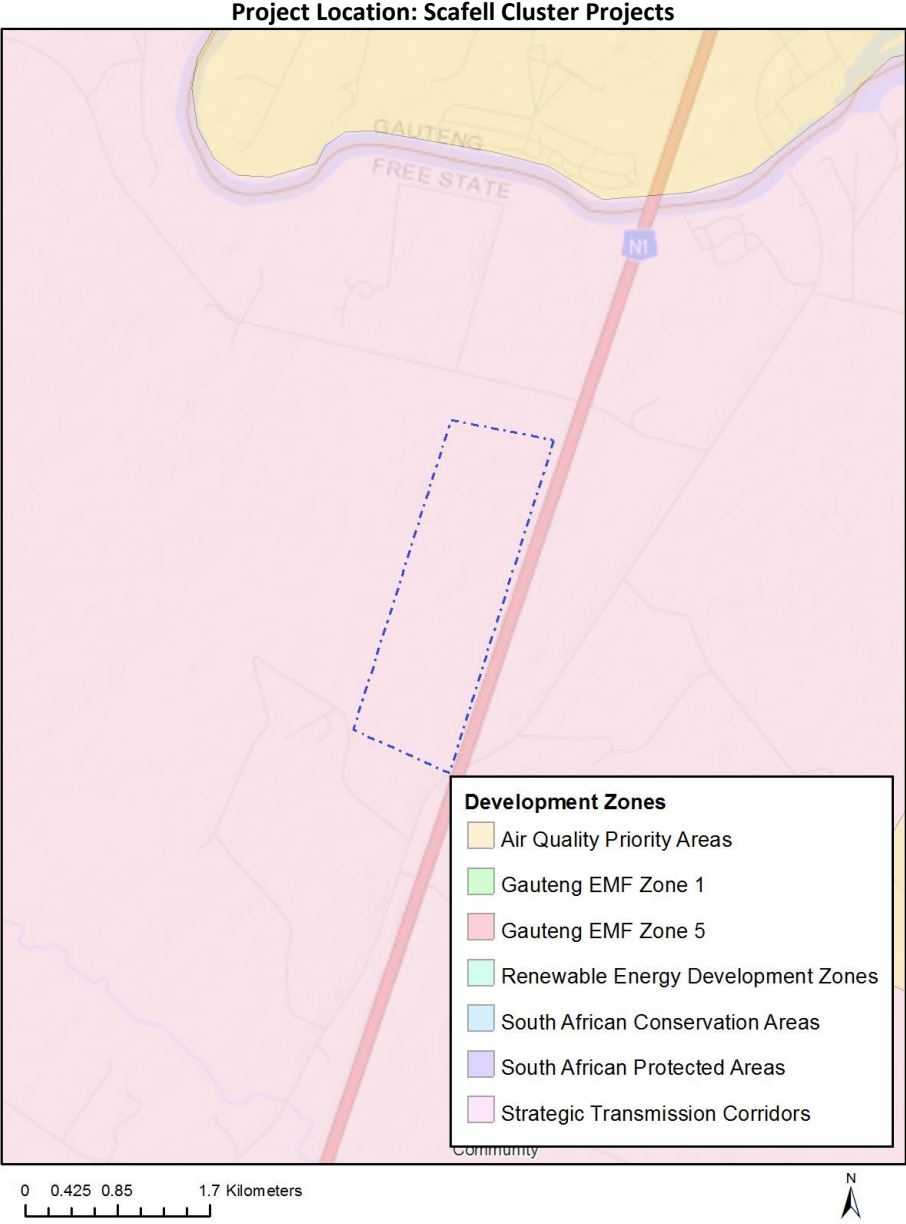 Project Location: Scafell Cluster Projects
GAUTENG
FREE STATE
N1
Development Zones
Air Quality Priority Areas
Gauteng EMF Zone 1
Gauteng EMF Zone 5
Renewable Energy Development Zones
South African Conservation Areas
South African Protected Areas
Strategic Transmission Corridors
Community
0 0.425 0.85 1.7 Kilometers
N